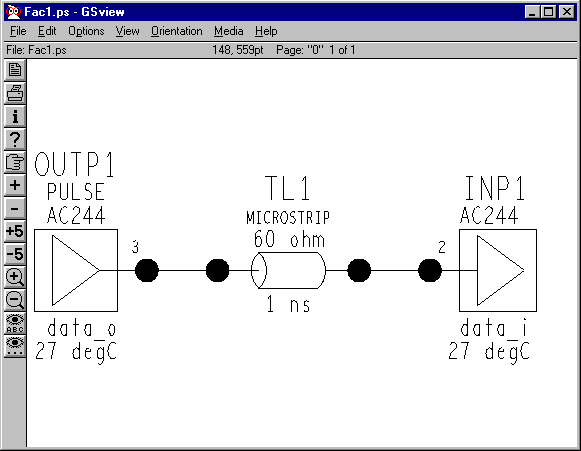 Fac1.ps - GSview
File Edit Options View Orientation Media Help
File: Fac1.ps 148, 559pt Page: "0" 1 of 1
i
?
+
-
+5
-5
ABC
OUTP1
PULSE
AC244
3
data_o
27 degC
TL1
MICROSTRIP
60 ohm
1 ns
INP1
AC244
2
data_i
27 degC